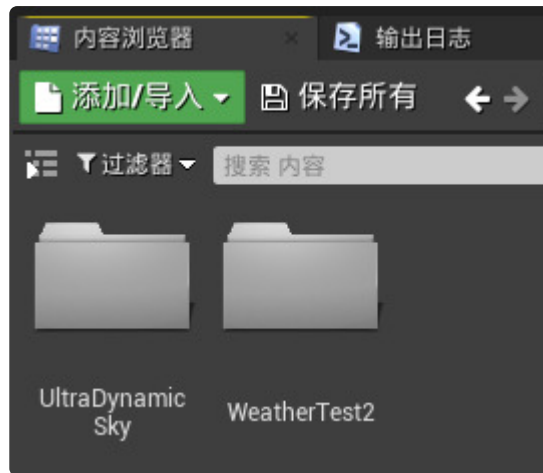 内容浏览器 输出日志
添加/导入 保存所有
过滤器 搜索 内容
UltraDynamic
Sky
WeatherTest2